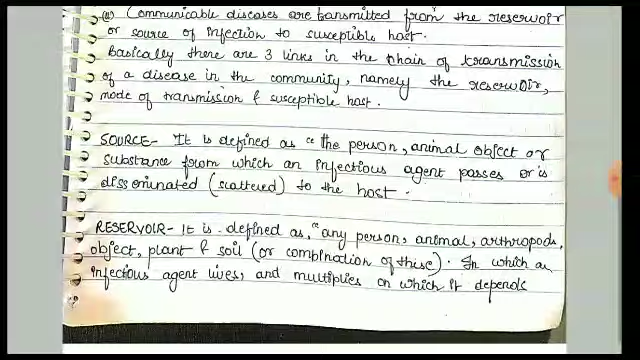 (ii) Communicable diseases are transmitted from the reservoir
or source of infection to susceptible host.
Basically there are 3 links in the chain of transmission
of a disease in the community, namely the reservoir,
mode of transmission & susceptible host.
SOURCE- It is defined as "the person, animal object or
substance from which an infectious agent passes or is
disseminated (scattered) to the host.
RESERVOIR- It is defined as, "any person, animal, arthropods,
object, plant & soil (or combination of these). In which an
infectious agent lives, and multiplies on which it depends